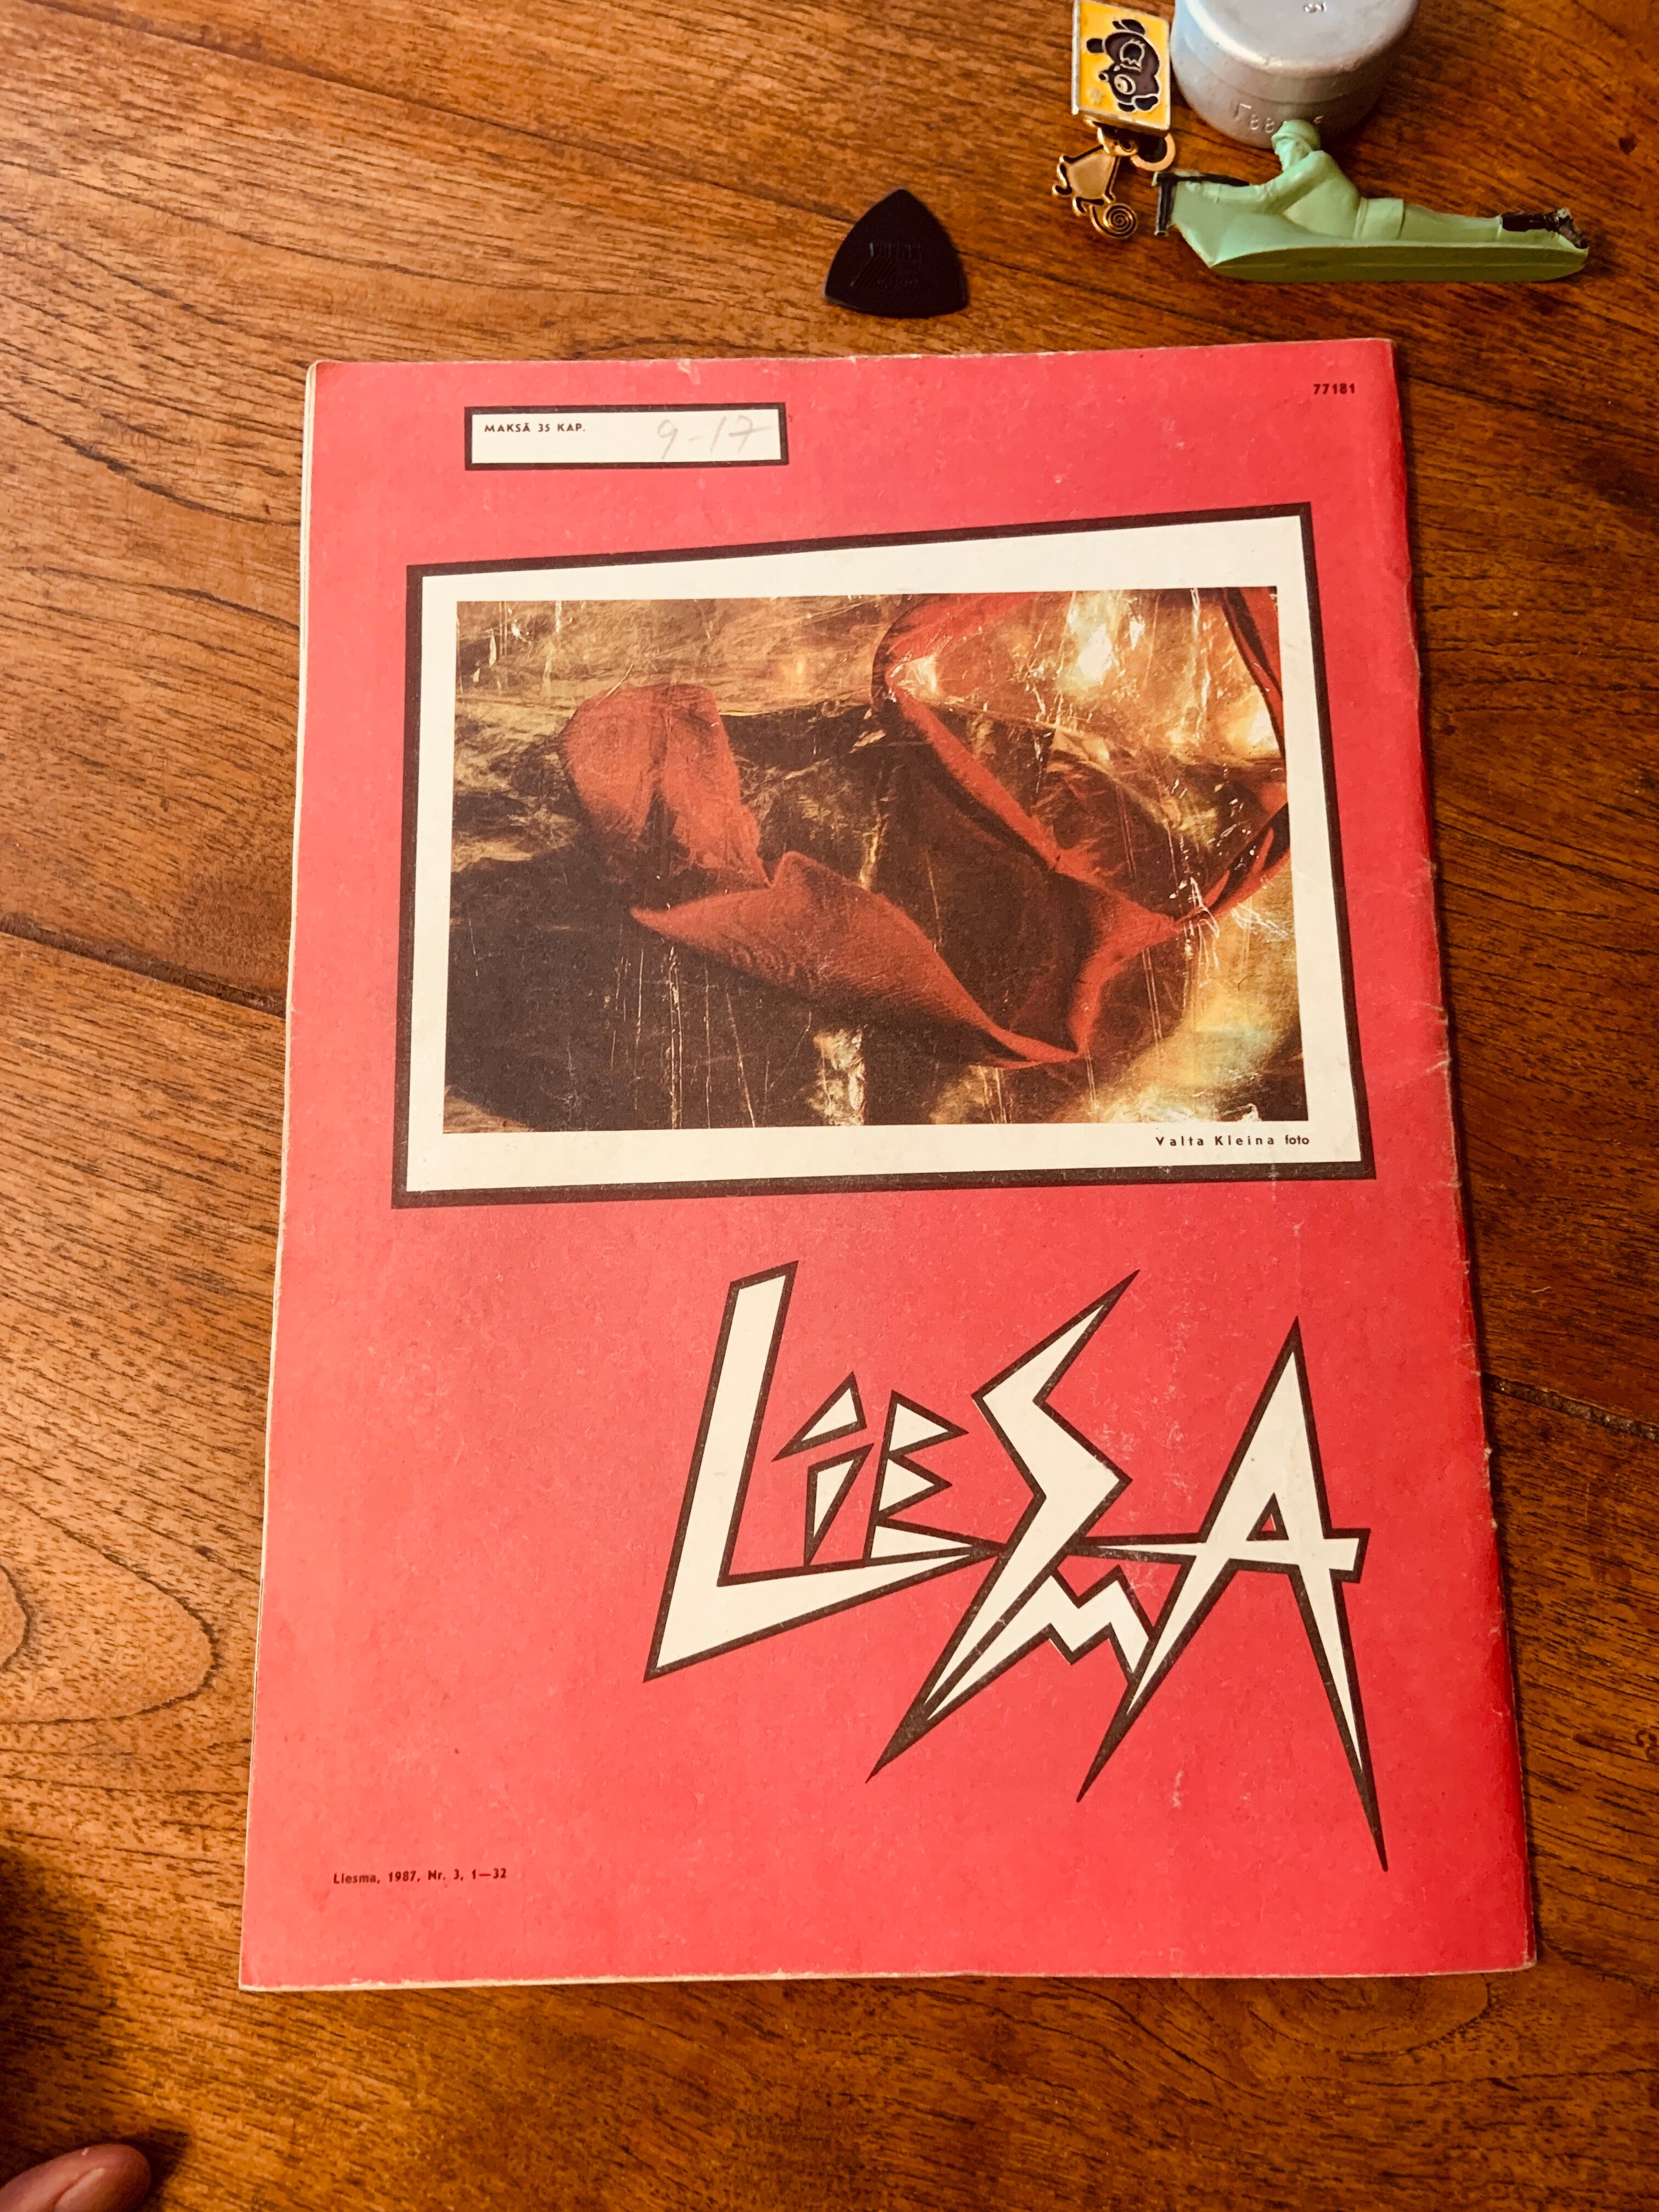 77181
MAKSĀ 35 KAP. 9-17
Valta Kleina foto
LIESMA
Liesma, 1987, Nr. 3, 1—32